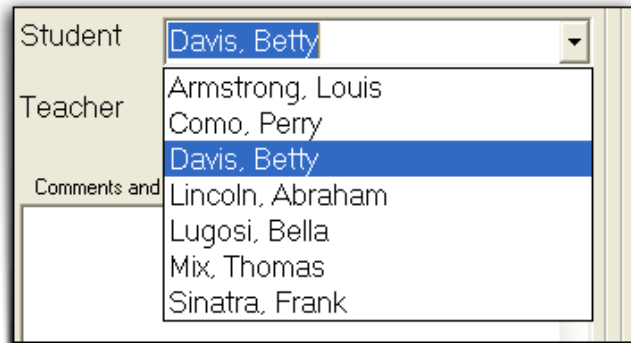 Student
Davis, Betty
Armstrong, Louis
Teacher
Como, Perry
Davis, Betty
Comments and
Lincoln, Abraham
Lugosi, Bella
Mix, Thomas
Sinatra, Frank